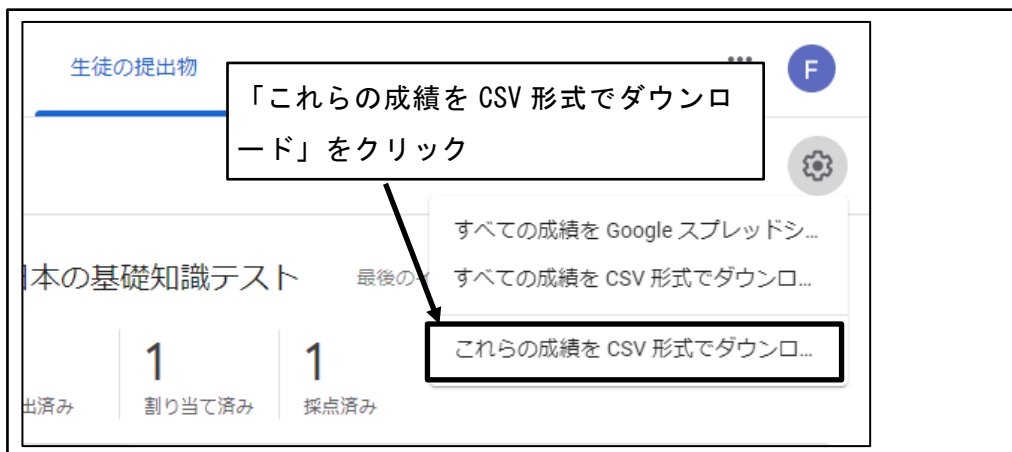 生徒の提出物
F
「これらの成績を CSV 形式でダウンロ
ード」をクリック
すべての成績を Google スプレッドシ...
すべての成績を CSV 形式でダウンロ...
本の基礎知識テスト
最後の
これらの成績を CSV 形式でダウンロ...
1
1
出済み
割り当て済み
採点済み